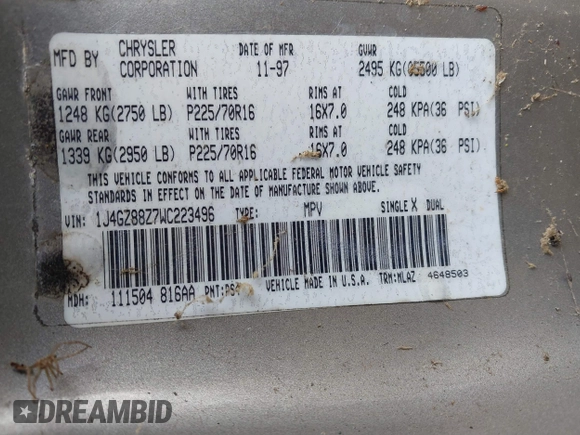 MFD BY CHRYSLER CORPORATION DATE OF MFR 11-97 GVWR 2495 KG(05500 LB)
GAWR FRONT WITH TIRES RIMS AT COLD
1248 KG(2750 LB) P225/70R16 16X7.0 248 KPA(36 PSI)
GAWR REAR WITH TIRES RIMS AT COLD
1339 KG(2950 LB) P225/70R16 16X7.0 248 KPA(36 PSI)
THIS VEHICLE CONFORMS TO ALL APPLICABLE FEDERAL MOTOR VEHICLE SAFETY
STANDARDS IN EFFECT ON THE DATE OF MANUFACTURE SHOWN ABOVE.
VIN: 1J4GZ88Z7WC223496 TYPE: MPV SINGLE X DUAL
MDH: 111504 816AA PNT: VEHICLE MADE IN U.S.A. TRM:MLAZ 4648503
DREAMBID